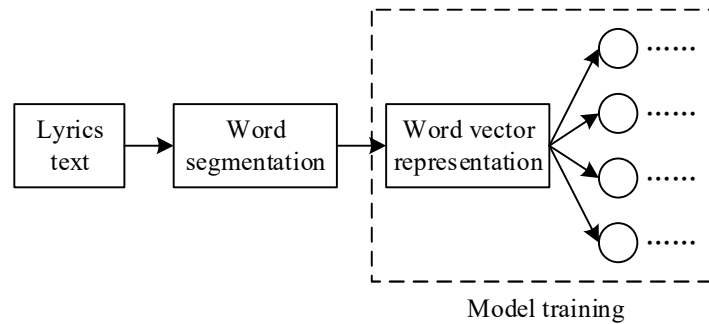 Lyrics
text
Word
segmentation
Word vector
representation
……
……
……
……
Model training